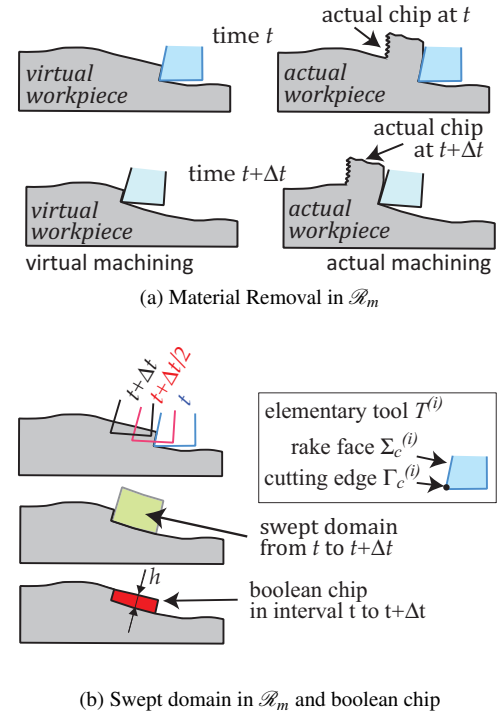 actual chip at t
time t
virtual
workpiece
actual
workpiece
actual chip
at t+Δt
time t+Δt
virtual
workpiece
actual
workpiece
virtual machining
actual machining
(a) Material Removal in ℛm
t+Δt
t+Δt/2
t
elementary tool T(i)
rake face Σc(i)
cutting edge Γc(i)
swept domain
from t to t+Δt
h
boolean chip
in interval t to t+Δt
(b) Swept domain in ℛm and boolean chip